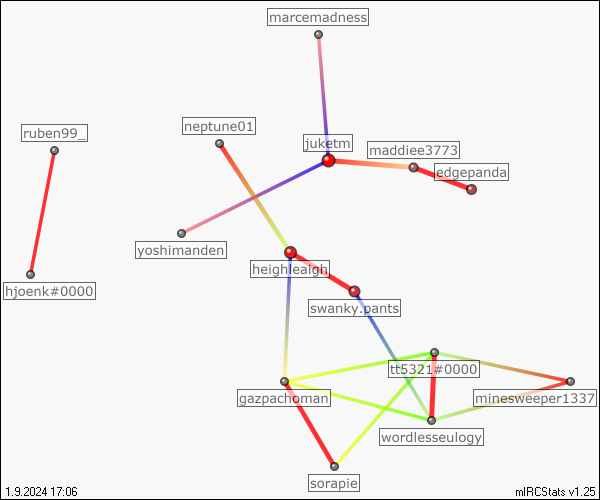 marcemadness
neptune01
ruben99_
juketm
maddiee3773
edgepanda
yoshimanden
heighleaigh
hjoenk#0000
swanky.pants
tt5321#0000
gazpachoman
minesweeper1337
wordlesseulogy
sorapie
1.9.2024 17:06
mIRCStats v1.25